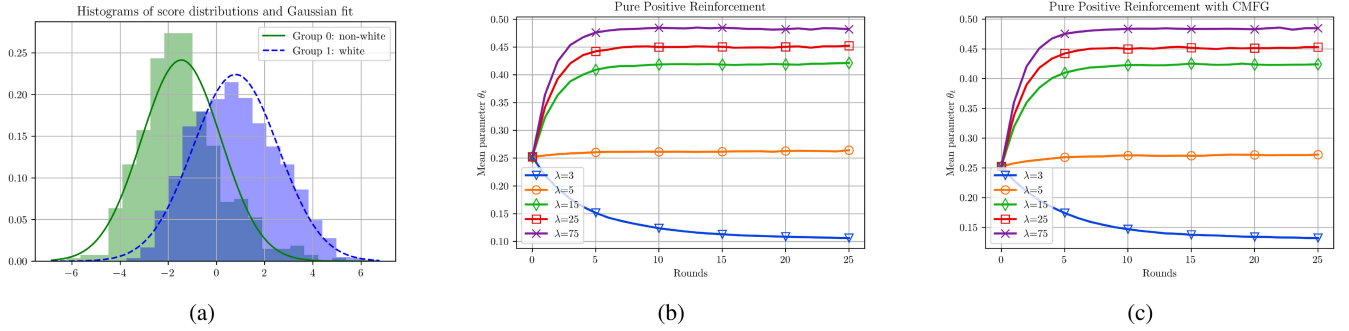 Histograms of score distributions and Gaussian fit
Group 0: non-white
Group 1: white
0.25
0.20
0.15
0.10
0.05
0.00
−6 −4 −2 0 2 4 6
(a)
Pure Positive Reinforcement
Mean parameter θt
0.50
0.45
0.40
0.35
0.30
0.25
0.20
0.15
0.10
λ=3
λ=5
λ=15
λ=25
λ=75
0 5 10 15 20 25
Rounds
(b)
Pure Positive Reinforcement with CMFG
Mean parameter θt
0.50
0.45
0.40
0.35
0.30
0.25
0.20
0.15
λ=3
λ=5
λ=15
λ=25
λ=75
0 5 10 15 20 25
Rounds
(c)